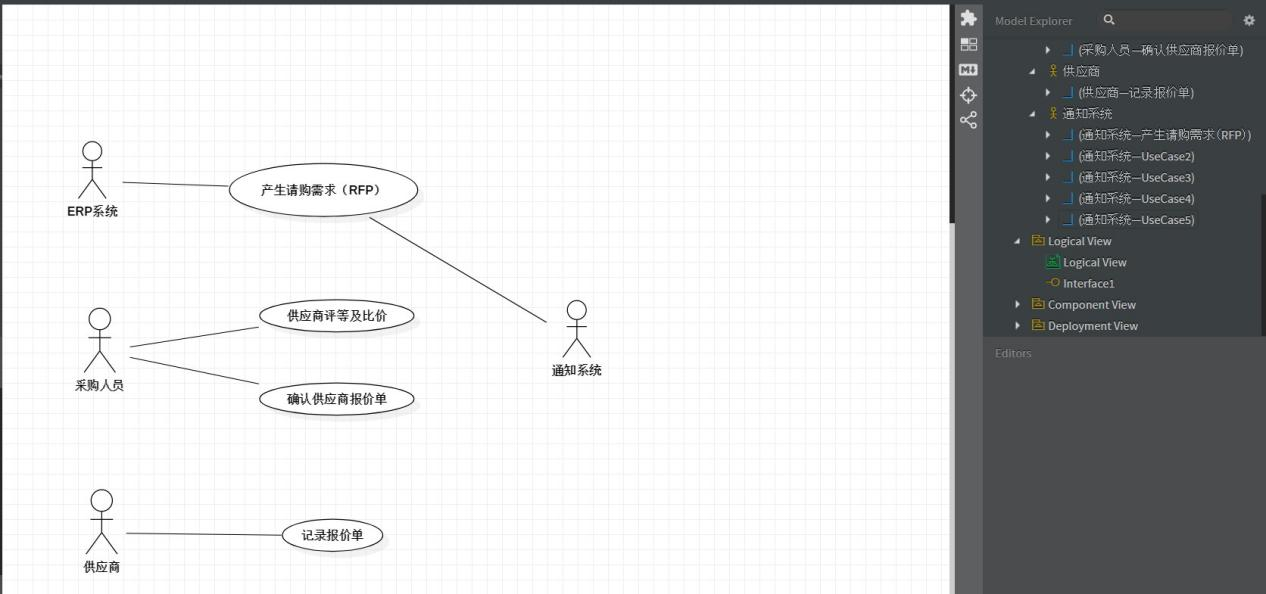 产生请购需求（RFP）
ERP系统
供应商评等及比价
采购人员
通知系统
确认供应商报价单
记录报价单
供应商
Model Explorer
(采购人员—确认供应商报价单)
供应商
(供应商—记录报价单)
通知系统
(通知系统—产生请购需求（RFP）)
(通知系统—UseCase2)
(通知系统—UseCase3)
(通知系统—UseCase4)
(通知系统—UseCase5)
Logical View
Logical View
Interface1
Component View
Deployment View
Editors